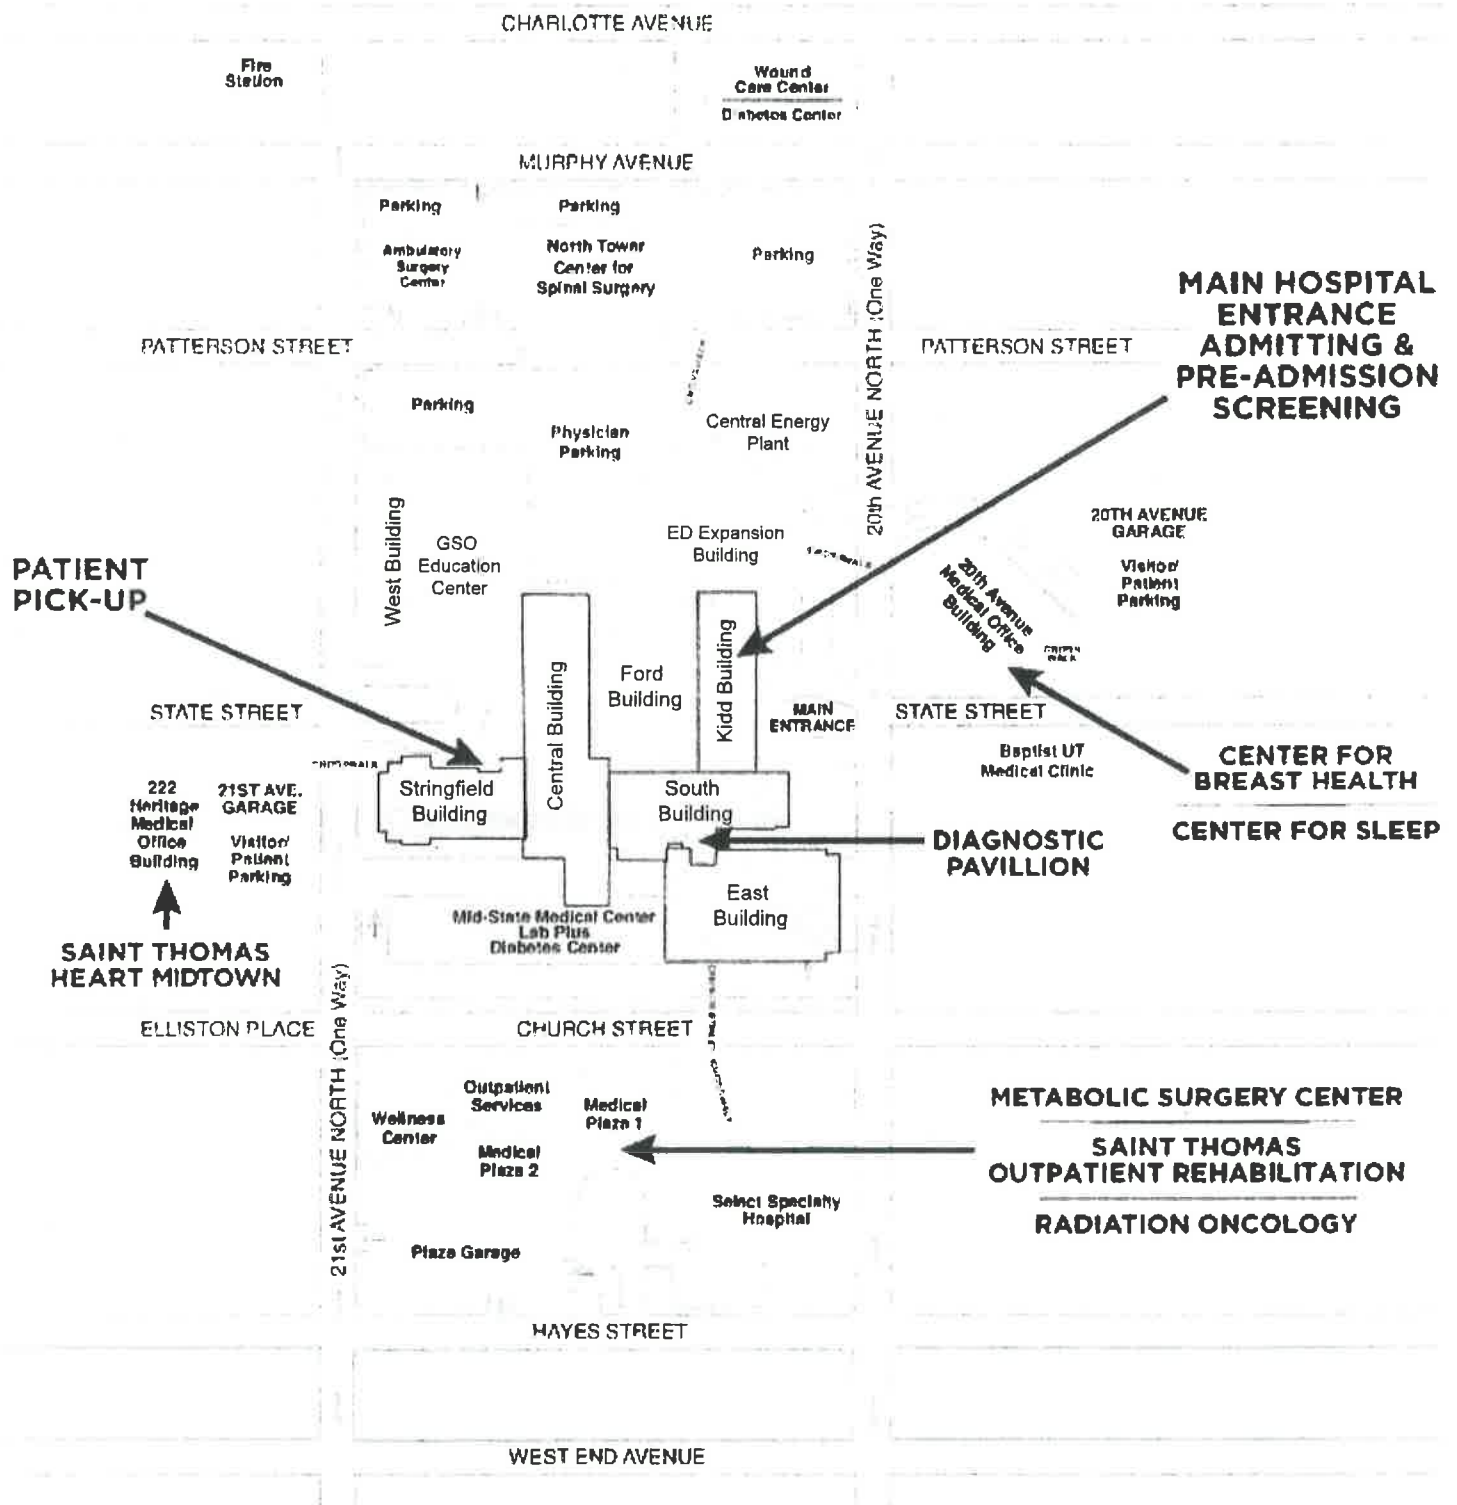 CHARLOTTE AVENUE
Fire
Station
Wound
Care Center
Diabetes Center
MURPHY AVENUE
Parking
Parking
Parking
Ambulatory
Surgery
Center
North Tower
Center for
Spinal Surgery
20th AVENUE NORTH (One Way)
MAIN HOSPITAL
ENTRANCE
ADMITTING &
PRE-ADMISSION
SCREENING
PATTERSON STREET
PATTERSON STREET
Parking
Physician
Parking
Central Energy
Plant
West Building
GSO
Education
Center
ED Expansion
Building
20TH AVENUE
GARAGE
Visitor/
Patient
Parking
20th Avenue
Medical Office
Building
PATIENT
PICK-UP
Central Building
Ford
Building
Kidd Building
MAIN
ENTRANCE
STATE STREET
STATE STREET
CROSSWALK
Baptist UT
Medical Clinic
CENTER FOR
BREAST HEALTH
CENTER FOR SLEEP
222
Heritage
Medical
Office
Building
21ST AVE.
GARAGE
Visitor/
Patient
Parking
Stringfield
Building
South
Building
DIAGNOSTIC
PAVILLION
East
Building
Mid-State Medical Center
Lab Plus
Diabetes Center
SAINT THOMAS
HEART MIDTOWN
21st AVENUE NORTH (One Way)
ELLISTON PLACE
CHURCH STREET
Outpatient
Services
Wellness
Center
Medical
Plaza 1
Medical
Plaza 2
METABOLIC SURGERY CENTER
SAINT THOMAS
OUTPATIENT REHABILITATION
RADIATION ONCOLOGY
Select Specialty
Hospital
Plaza Garage
HAYES STREET
WEST END AVENUE